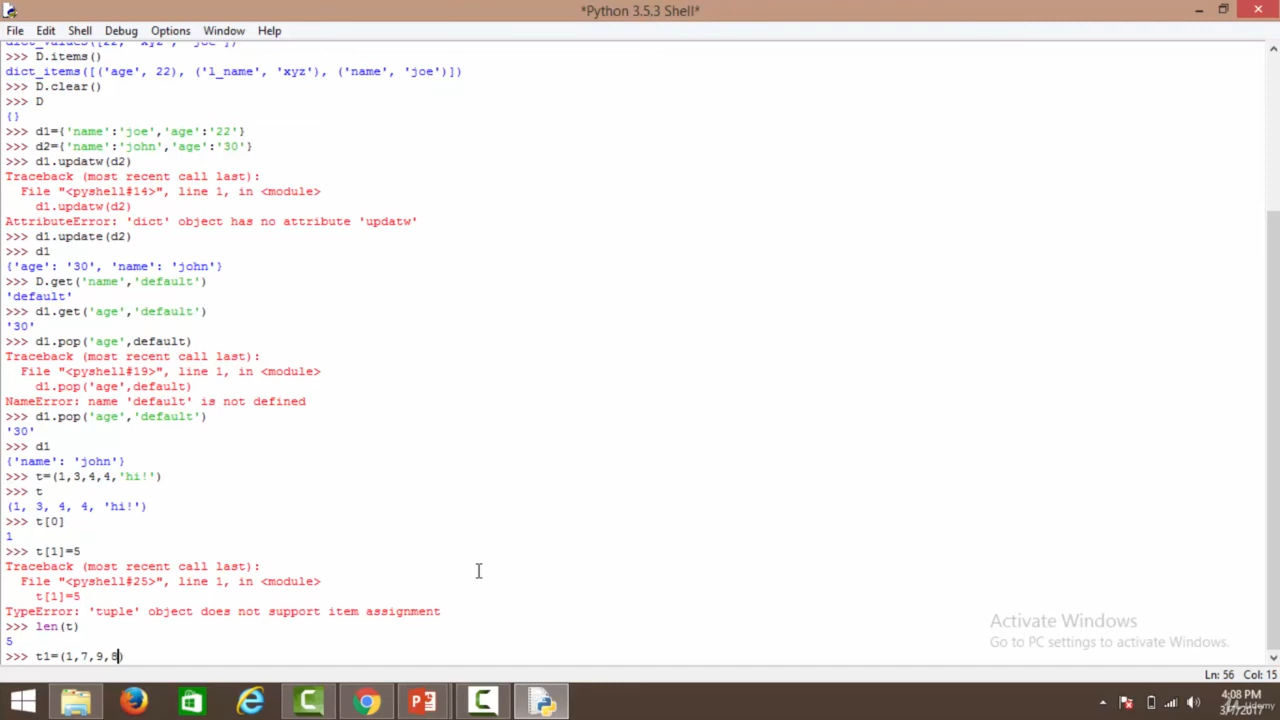 *Python 3.5.3 Shell*
File Edit Shell Debug Options Window Help
dict_values([22, 'xyz', 'joe'])
>>> D.items()
dict_items([('age', 22), ('l_name', 'xyz'), ('name', 'joe')])
>>> D.clear()
>>> D
{}
>>> d1={'name':'joe','age':'22'}
>>> d2={'name':'john','age':'30'}
>>> d1.updatw(d2)
Traceback (most recent call last):
  File "<pyshell#14>", line 1, in <module>
    d1.updatw(d2)
AttributeError: 'dict' object has no attribute 'updatw'
>>> d1.update(d2)
>>> d1
{'age': '30', 'name': 'john'}
>>> D.get('name','default')
'default'
>>> d1.get('age','default')
'30'
>>> d1.pop('age',default)
Traceback (most recent call last):
  File "<pyshell#19>", line 1, in <module>
    d1.pop('age',default)
NameError: name 'default' is not defined
>>> d1.pop('age','default')
'30'
>>> d1
{'name': 'john'}
>>> t=(1,3,4,4,'hi!')
>>> t
(1, 3, 4, 4, 'hi!')
>>> t[0]
1
>>> t[1]=5
Traceback (most recent call last):
  File "<pyshell#25>", line 1, in <module>
    t[1]=5
TypeError: 'tuple' object does not support item assignment
>>> len(t)
5
>>> t1=(1,7,9,8)
Activate Windows
Go to PC settings to activate Windows.
Ln: 56 Col: 15
4:08 PM
3/7/2017
Udemy